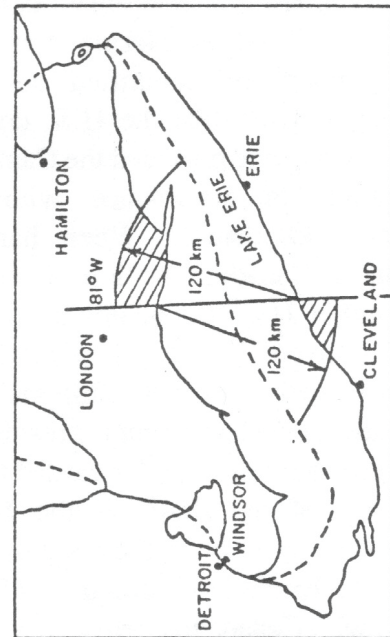 HAMILTON
81°W
120 km
LAKE ERIE
ERIE
LONDON
120 km
CLEVELAND
WINDSOR
DETROIT